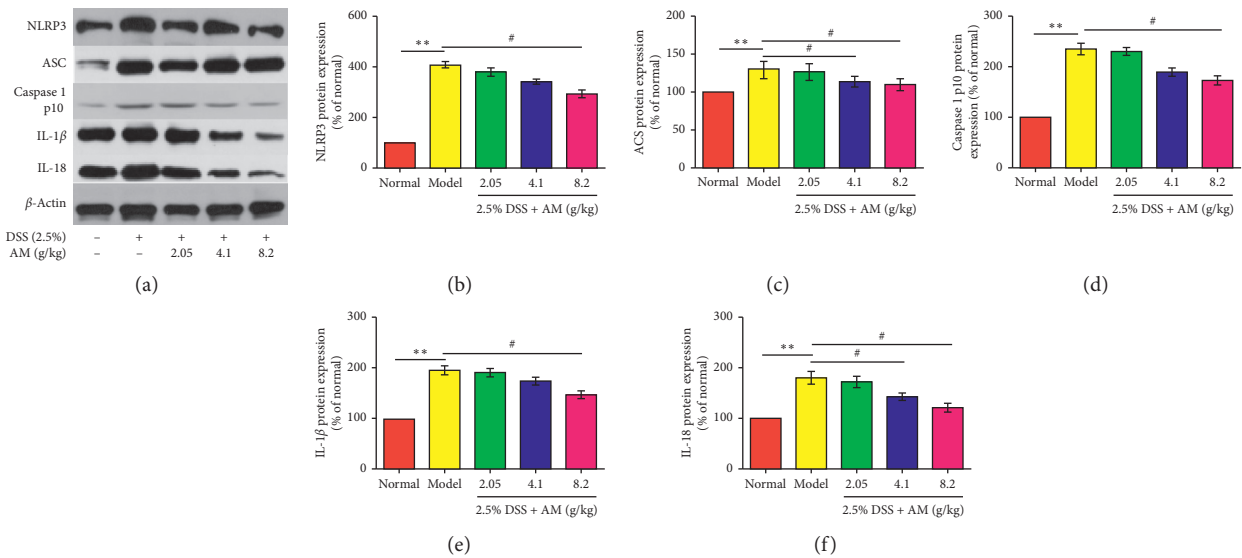 NLRP3
ASC
Caspase 1
p10
IL-1β
IL-18
β-Actin
DSS (2.5%) – + + + +
AM (g/kg) – – 2.05 4.1 8.2
(a)
NLRP3 protein expression
(% of normal)
600
400
200
0
**
#
Normal Model 2.05 4.1 8.2
2.5% DSS + AM (g/kg)
(b)
ACS protein expression
(% of normal)
200
150
100
50
0
**
#
#
Normal Model 2.05 4.1 8.2
2.5% DSS + AM (g/kg)
(c)
Caspase 1 p10 protein
expression (% of normal)
300
200
100
0
**
#
Normal Model 2.05 4.1 8.2
2.5% DSS + AM (g/kg)
(d)
IL-1β protein expression
(% of normal)
300
200
100
0
**
#
Normal Model 2.05 4.1 8.2
2.5% DSS + AM (g/kg)
(e)
IL-18 protein expression
(% of normal)
300
200
100
0
**
#
#
Normal Model 2.05 4.1 8.2
2.5% DSS + AM (g/kg)
(f)